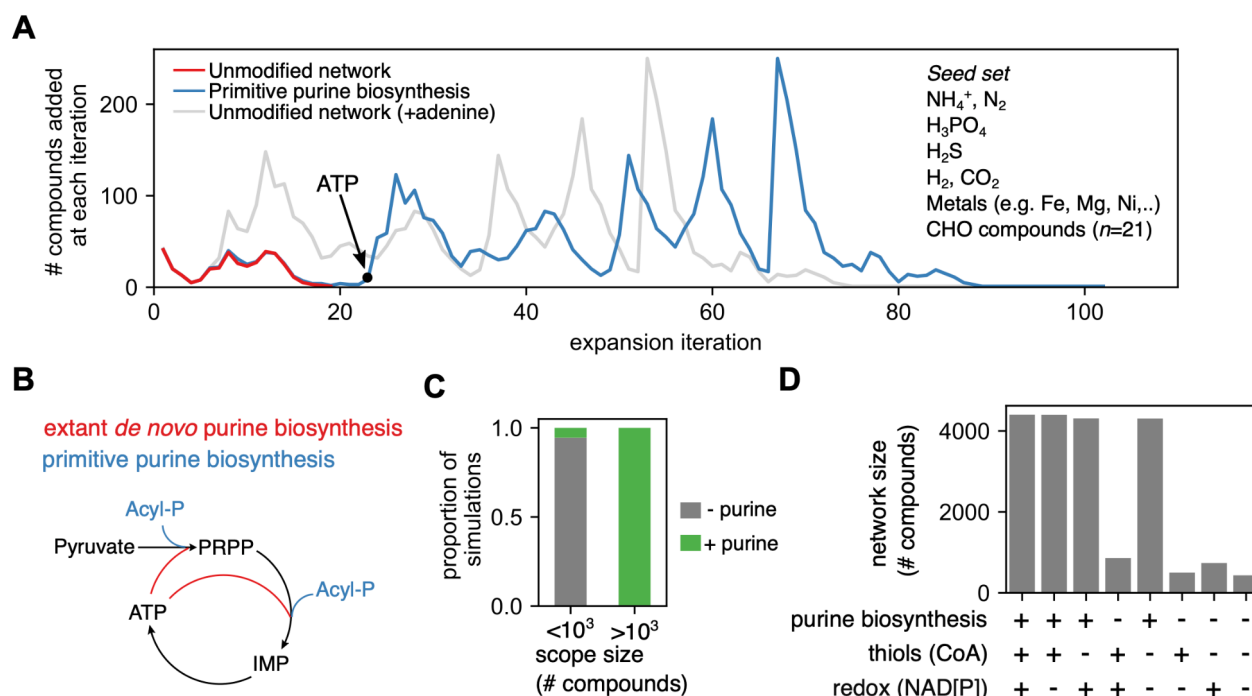 A
# compounds added
at each iteration
200
100
0
Unmodified network
Primitive purine biosynthesis
Unmodified network (+adenine)
ATP
Seed set
NH₄⁺, N₂
H₃PO₄
H₂S
H₂, CO₂
Metals (e.g. Fe, Mg, Ni,..)
CHO compounds (n=21)
0 20 40 60 80 100
expansion iteration
B
extant de novo purine biosynthesis
primitive purine biosynthesis
Acyl-P
Pyruvate
PRPP
Acyl-P
ATP
IMP
C
proportion of
simulations
1.0
0.5
0.0
<10³ >10³
scope size
(# compounds)
- purine
+ purine
D
network size
(# compounds)
4000
2000
0
purine biosynthesis + + + - + - - -
thiols (CoA) + + - + - + - -
redox (NAD[P]) + - + + - - + -